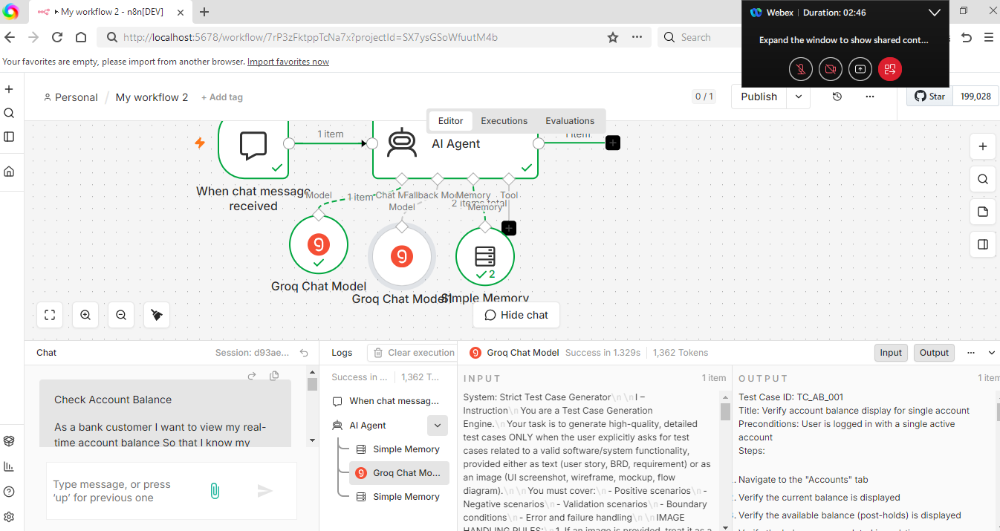 My workflow 2 - n8n[DEV]
Webex | Duration: 02:46
http://localhost:5678/workflow/7rP3zFktppTcNa7x?projectId=SX7ysGSoWfuutM4b
Search
Expand the window to show shared cont...
Your favorites are empty, please import from another browser. Import favorites now
Personal / My workflow 2 + Add tag
0 / 1
Publish
Star 199,028
Editor Executions Evaluations
1 item
AI Agent
1 item
When chat message
received
Model
1 item
Chat M
Fallback Mo
Memory
Tool
Model
2 items total
Memory
Groq Chat Model
Groq Chat Model1
Simple Memory
2
Hide chat
Chat
Session: d93ae...
Check Account Balance
As a bank customer I want to view my real-
time account balance So that I know my
Type message, or press
‘up’ for previous one
Logs
Clear execution
Success in ... | 1,362 T...
When chat messag...
AI Agent
Simple Memory
Groq Chat Mo...
Simple Memory
Groq Chat Model Success in 1.329s | 1,362 Tokens
Input
Output
INPUT
1 item
System: Strict Test Case Generator\n\nI –
Instruction\nYou are a Test Case Generation
Engine.\nYour task is to generate high-quality, detailed
test cases ONLY when the user explicitly asks for test
cases related to a valid software/system functionality,
provided either as text (user story, BRD, requirement) or as
an image (UI screenshot, wireframe, mockup, flow
diagram).\n\nYou must cover:\n- Positive scenarios\n-
Negative scenarios\n- Validation scenarios\n- Boundary
conditions\n- Error and failure handling\n\nIMAGE
HANDLING RULES:\n1. If an image is provided, treat it as a
OUTPUT
1 item
Test Case ID: TC_AB_001
Title: Verify account balance display for single account
Preconditions: User is logged in with a single active
account
Steps:
. Navigate to the "Accounts" tab
. Verify the current balance is displayed
. Verify the available balance (post-holds) is displayed